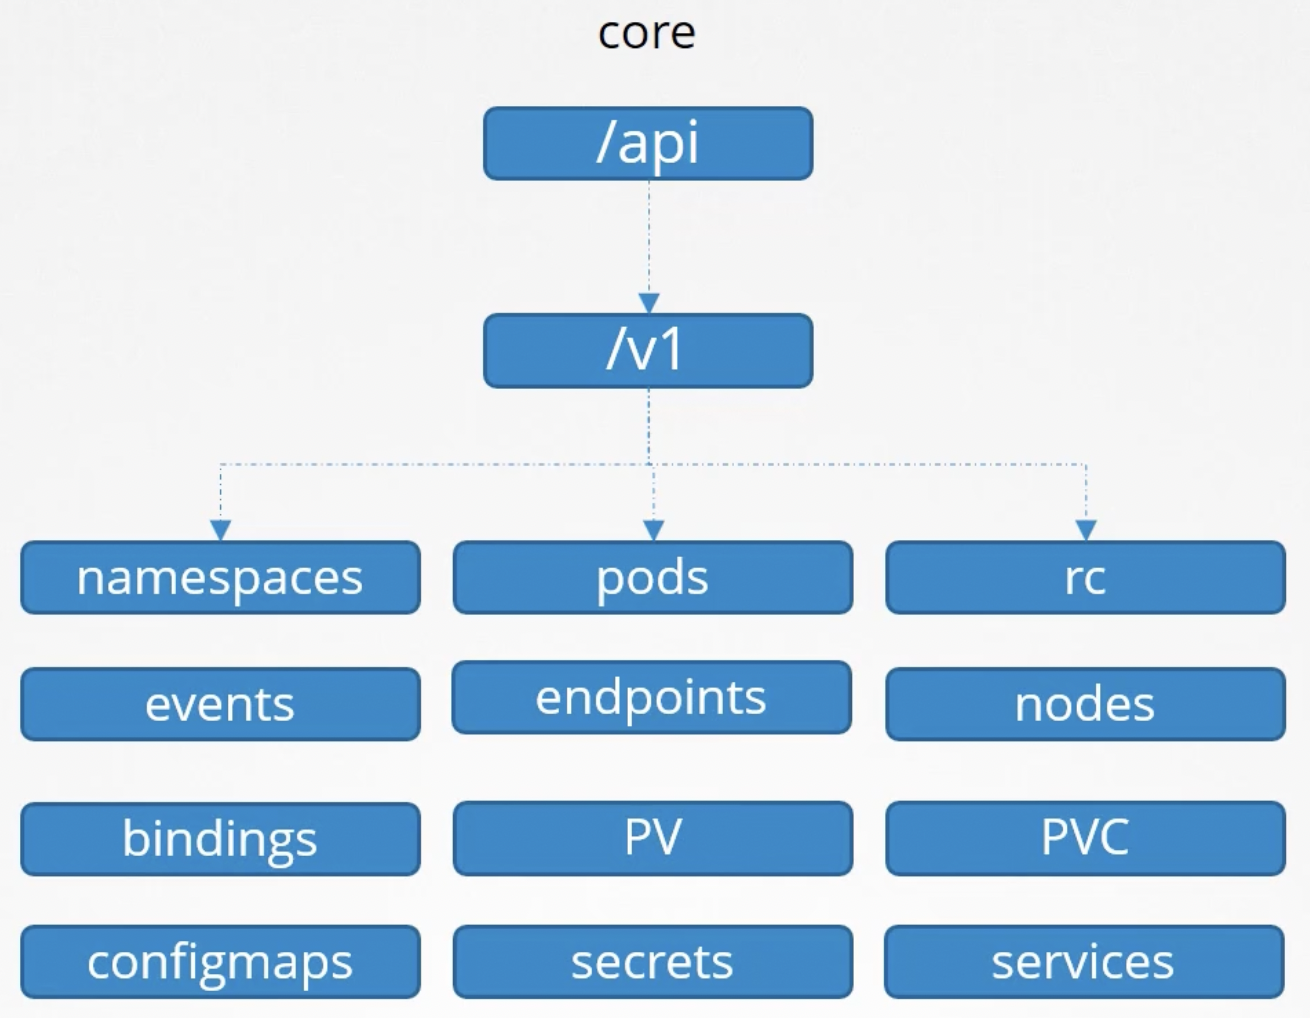 core
/api
/v1
namespaces
pods
rc
events
endpoints
nodes
bindings
PV
PVC
configmaps
secrets
services